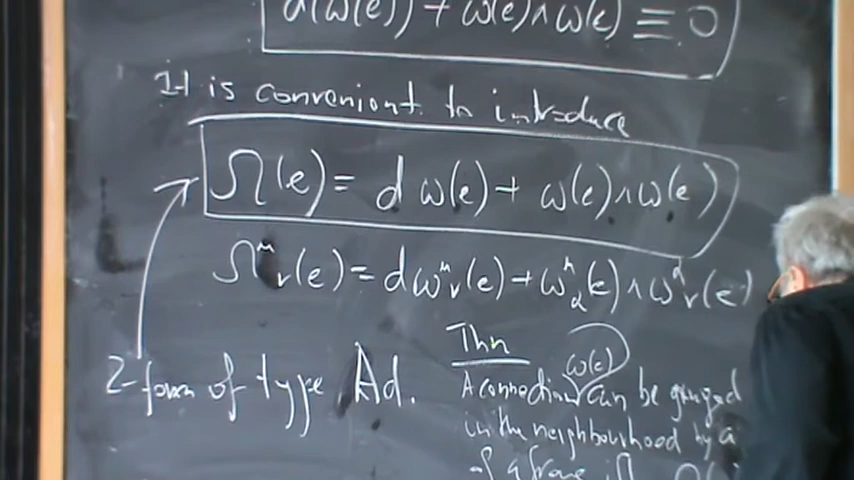 d(ω(e)) + ω(e)∧ω(e) ≡ 0
It is convenient to introduce
Ω(e) = d ω(e) + ω(e)∧ω(e)
Ω^μ_ν(e) = dω^μ_ν(e) + ω^μ_α(e)∧ω^α_ν(e)
2-form of type Ad.
Thm
ω(e)
A connection can be gauged
in the neighbourhood by a
of a frame iff